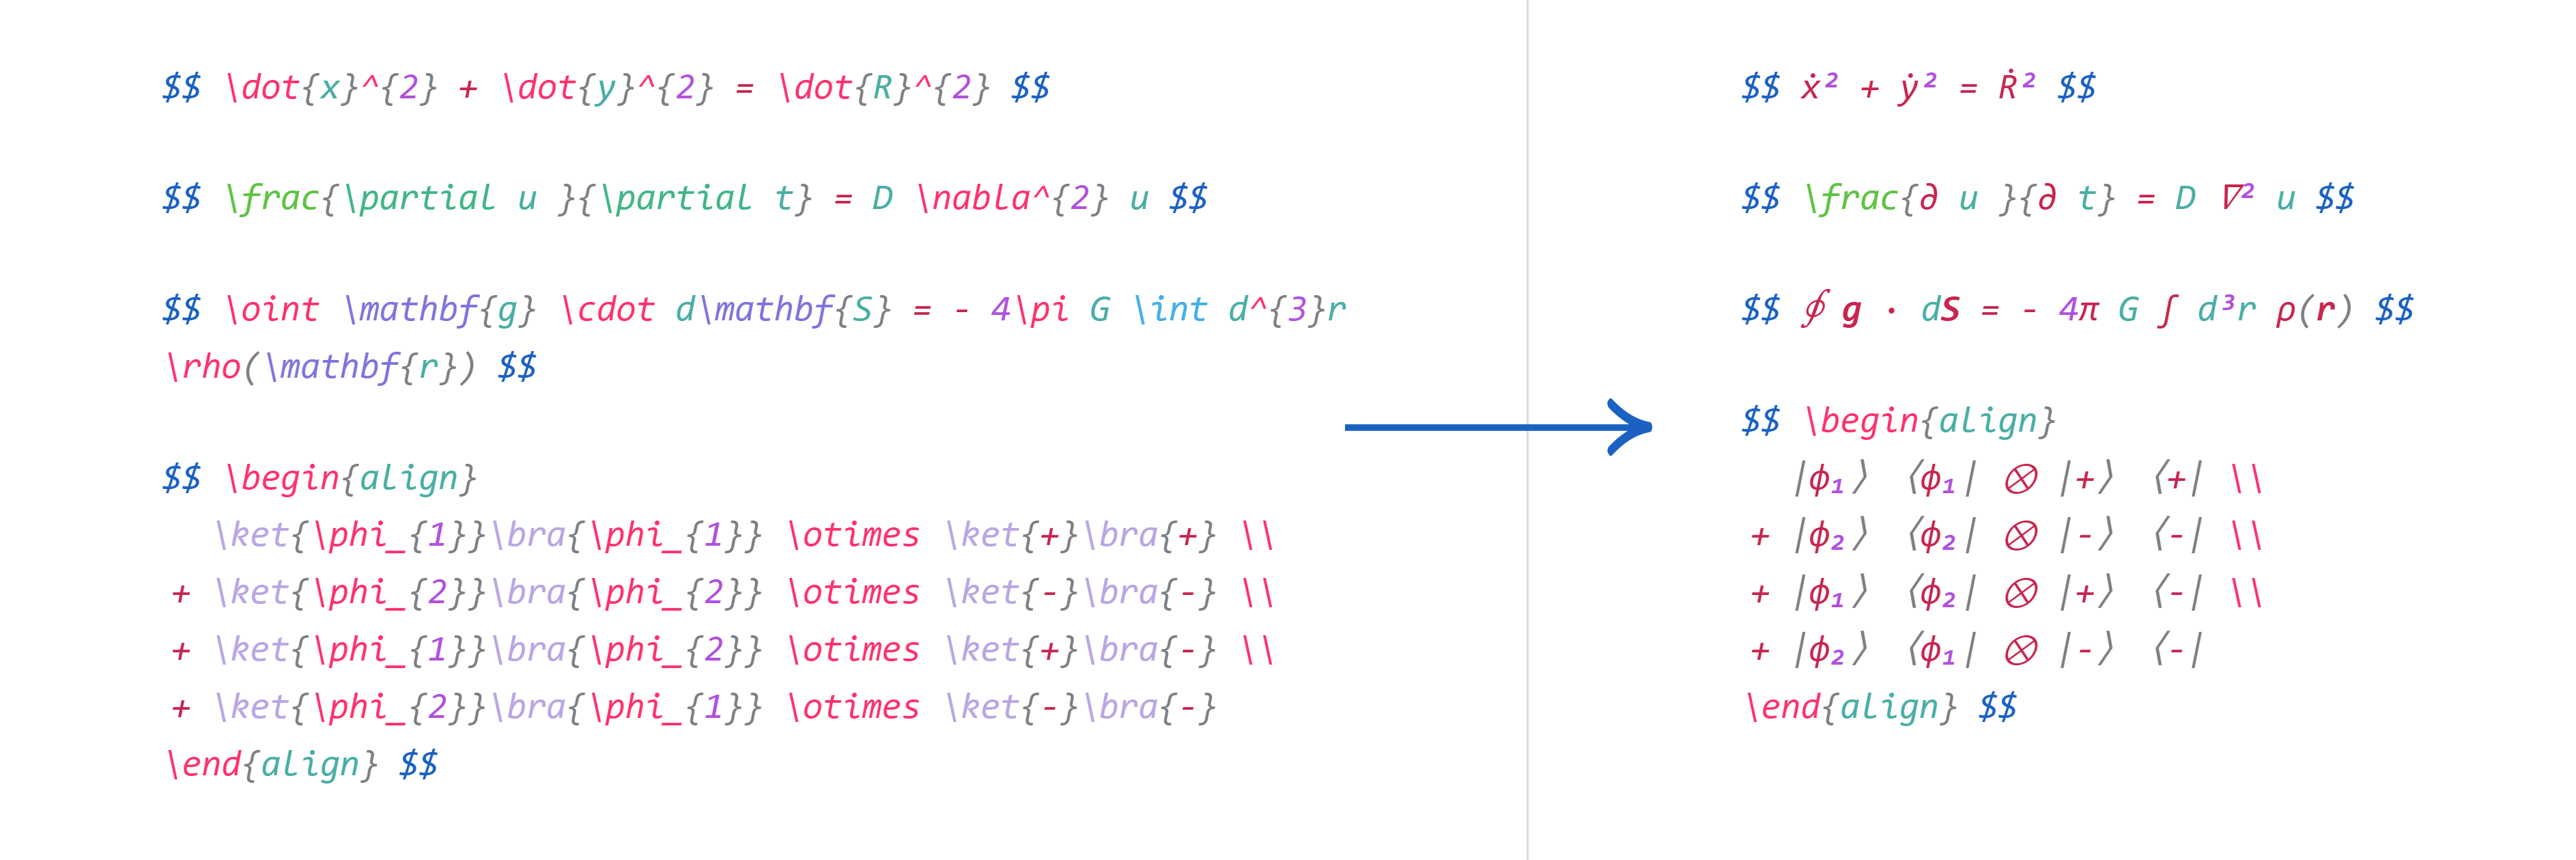 $$ \dot{x}^{2} + \dot{y}^{2} = \dot{R}^{2} $$
$$ \frac{\partial u }{\partial t} = D \nabla^{2} u $$
$$ \oint \mathbf{g} \cdot d\mathbf{S} = - 4\pi G \int d^{3}r
\rho(\mathbf{r}) $$
$$ \begin{align}
\ket{\phi_{1}}\bra{\phi_{1}} \otimes \ket{+}\bra{+} \\
+ \ket{\phi_{2}}\bra{\phi_{2}} \otimes \ket{-}\bra{-} \\
+ \ket{\phi_{1}}\bra{\phi_{2}} \otimes \ket{+}\bra{-} \\
+ \ket{\phi_{2}}\bra{\phi_{1}} \otimes \ket{-}\bra{-}
\end{align} $$
$$ ẋ² + ẏ² = Ṙ² $$
$$ \frac{∂ u }{∂ t} = D ∇² u $$
$$ ∮ 𝐠 · d𝐒 = - 4π G ∫ d³r ρ(𝐫) $$
$$ \begin{align}
|ϕ₁⟩ ⟨ϕ₁| ⊗ |+⟩ ⟨+| \\
+ |ϕ₂⟩ ⟨ϕ₂| ⊗ |-⟩ ⟨-| \\
+ |ϕ₁⟩ ⟨ϕ₂| ⊗ |+⟩ ⟨-| \\
+ |ϕ₂⟩ ⟨ϕ₁| ⊗ |-⟩ ⟨-|
\end{align} $$